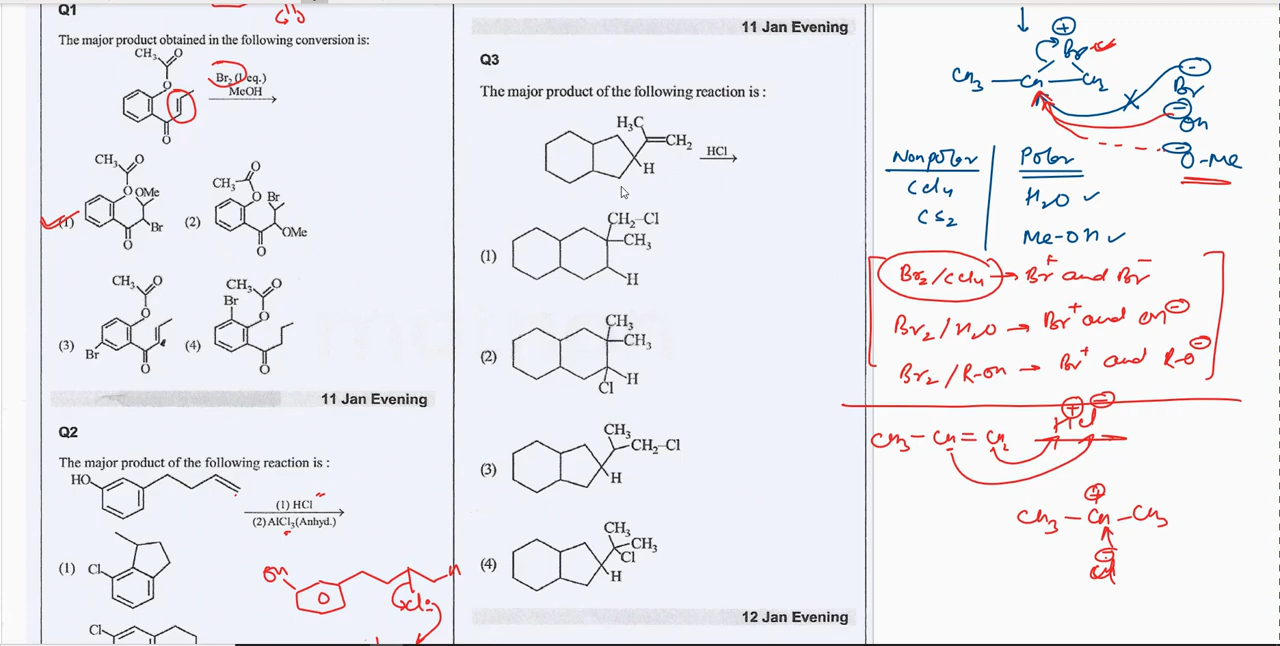 Q1
The major product obtained in the following conversion is:
CH₃ O
O
Br₂(1 eq.)
MeOH
O
CH₃ O
O OMe
(1)
Br
O
CH₃ O
O Br
(2)
OMe
O
CH₃ O
O
(3)
Br
O
CH₃ O
Br
O
(4)
O
11 Jan Evening
Q2
The major product of the following reaction is :
HO
(1) HCl
(2) AlCl₃(Anhyd.)
(1) Cl
OH
H
Cl
11 Jan Evening
Q3
The major product of the following reaction is :
H₃C
CH₂
H
HCl
CH₂–Cl
CH₃
(1)
H
CH₃
CH₃
(2)
H
Cl
CH₃
CH₂–Cl
(3)
H
CH₃
CH₃
(4)
Cl
H
12 Jan Evening
⊕
Br
CH₃ — CH — CH₂
⊖
Br
⊖
OH
⊖
O-Me
Nonpolar
Polar
CCl₄
H₂O ✓
CS₂
Me-OH ✓
Br₂/CCl₄ → Br⁺ and Br⁻
Br₂/H₂O → Br⁺ and OH⊖
Br₂/R-OH → Br⁺ and R-O⊖
⊕ ⊖
CH₃ – CH = CH₂ HCl
⊕
CH₃ – CH – CH₃
⊖
Cl